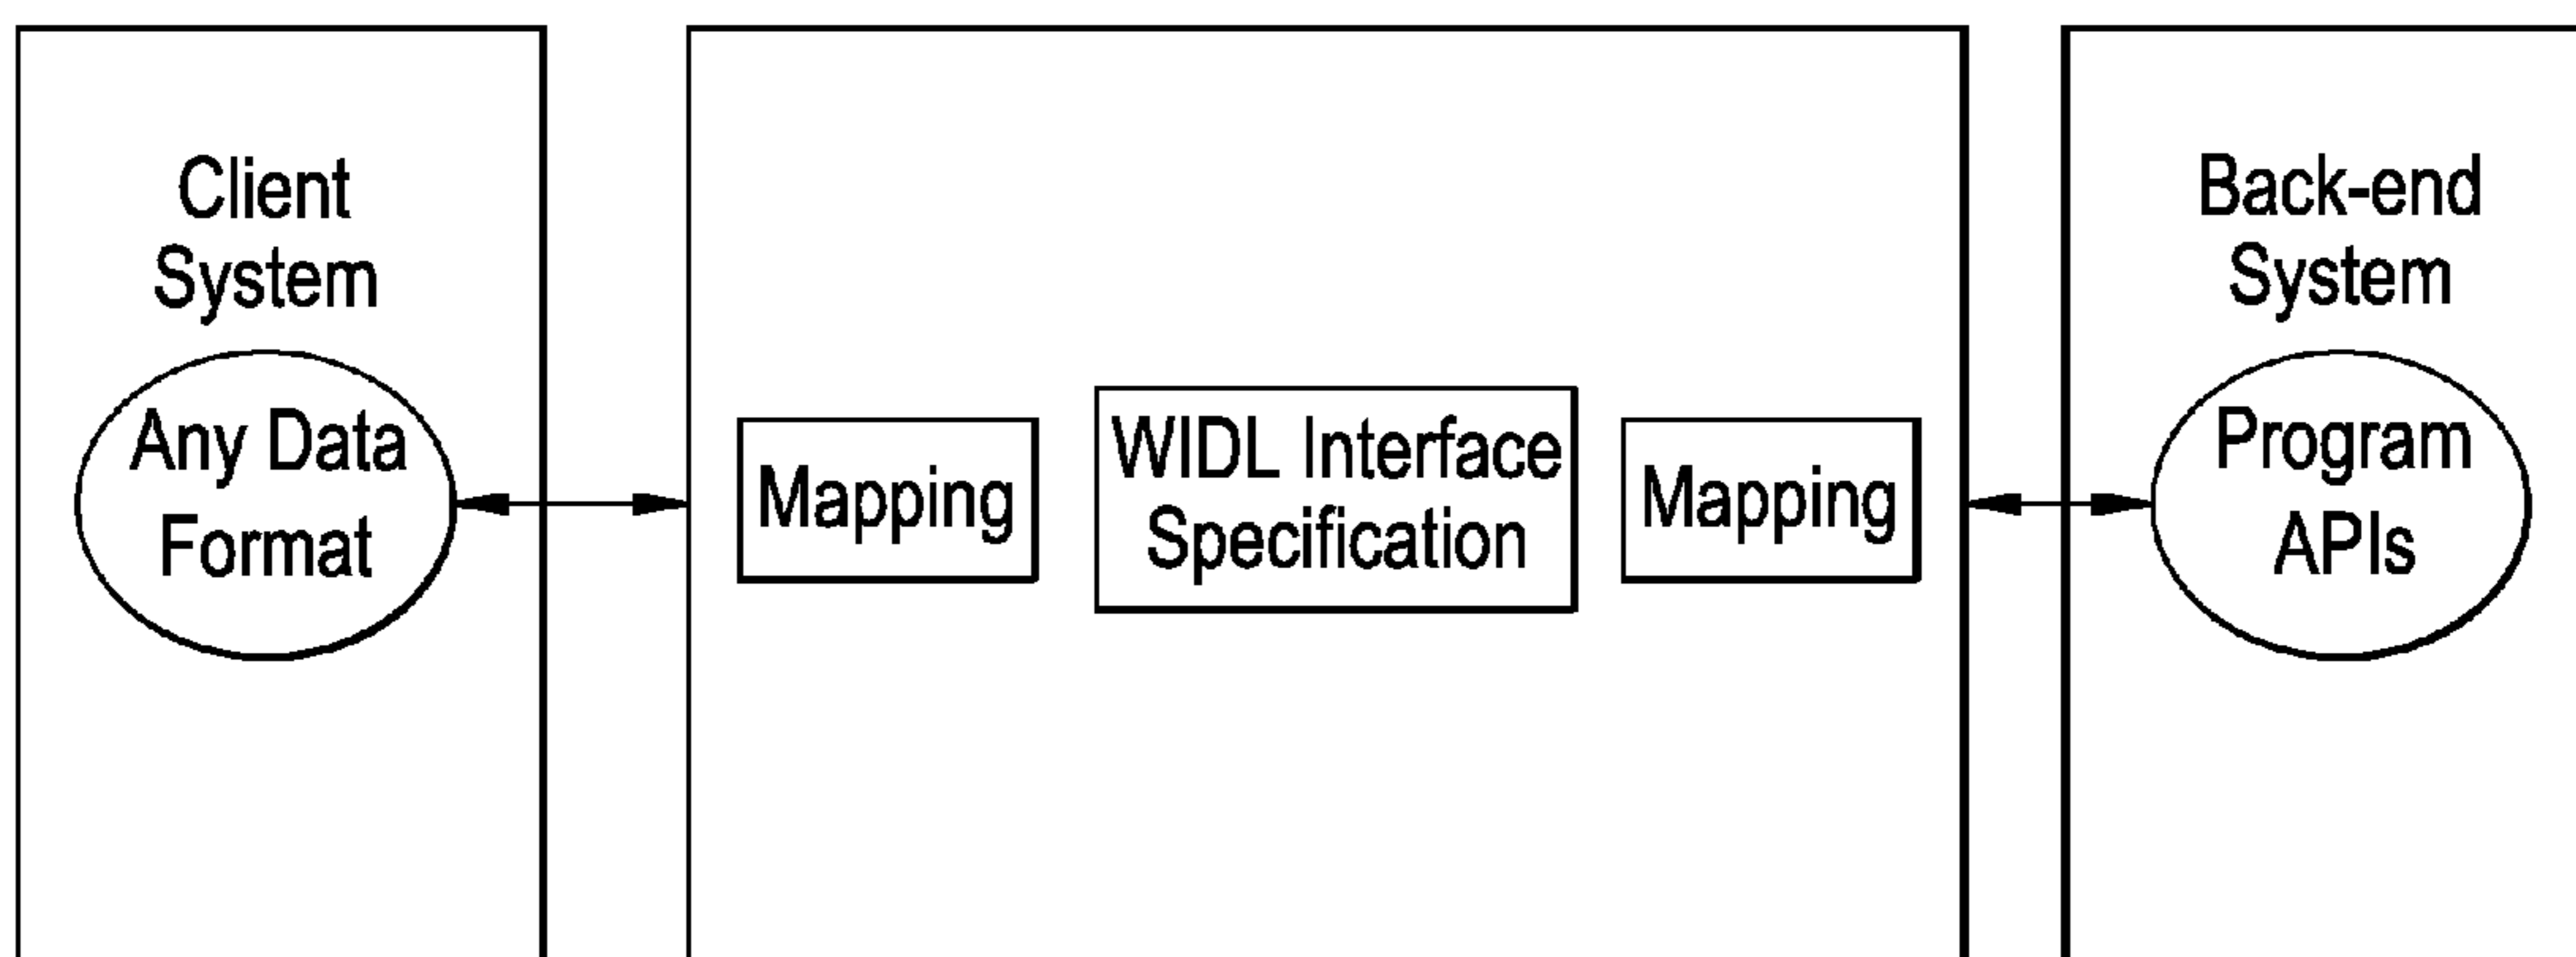 Client
System
Any Data
Format
Mapping
WIDL Interface
Specification
Mapping
Back-end
System
Program
APIs